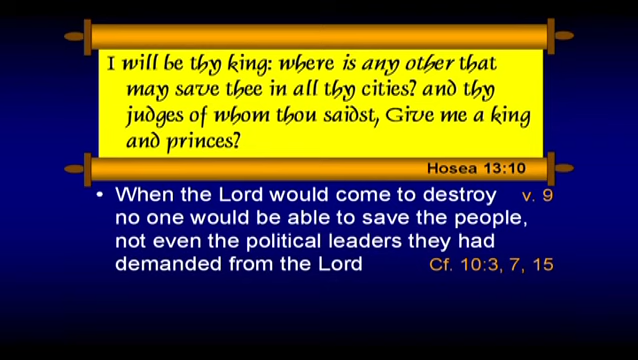 I will be thy king: where is any other that
may save thee in all thy cities? and thy
judges of whom thou saidst, Give me a king
and princes?
Hosea 13:10
• When the Lord would come to destroy v. 9
no one would be able to save the people,
not even the political leaders they had
demanded from the Lord Cf. 10:3, 7, 15